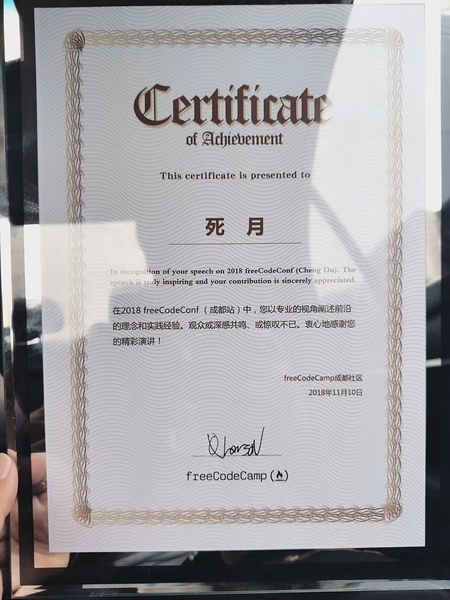 Certificate
of Achievement
This certificate is presented to
死 月
In recognition of your speech on 2018 freeCodeConf (Cheng Du). The
speech is truly inspiring and your contribution is sincerely appreciated.
在2018 freeCodeConf（成都站）中，您以专业的视角阐述前沿
的理念和实践经验。观众或深感共鸣、或惊叹不已。衷心地感谢您
的精彩演讲！
freeCodeCamp成都社区
2018年11月10日
freeCodeCamp(🔥)